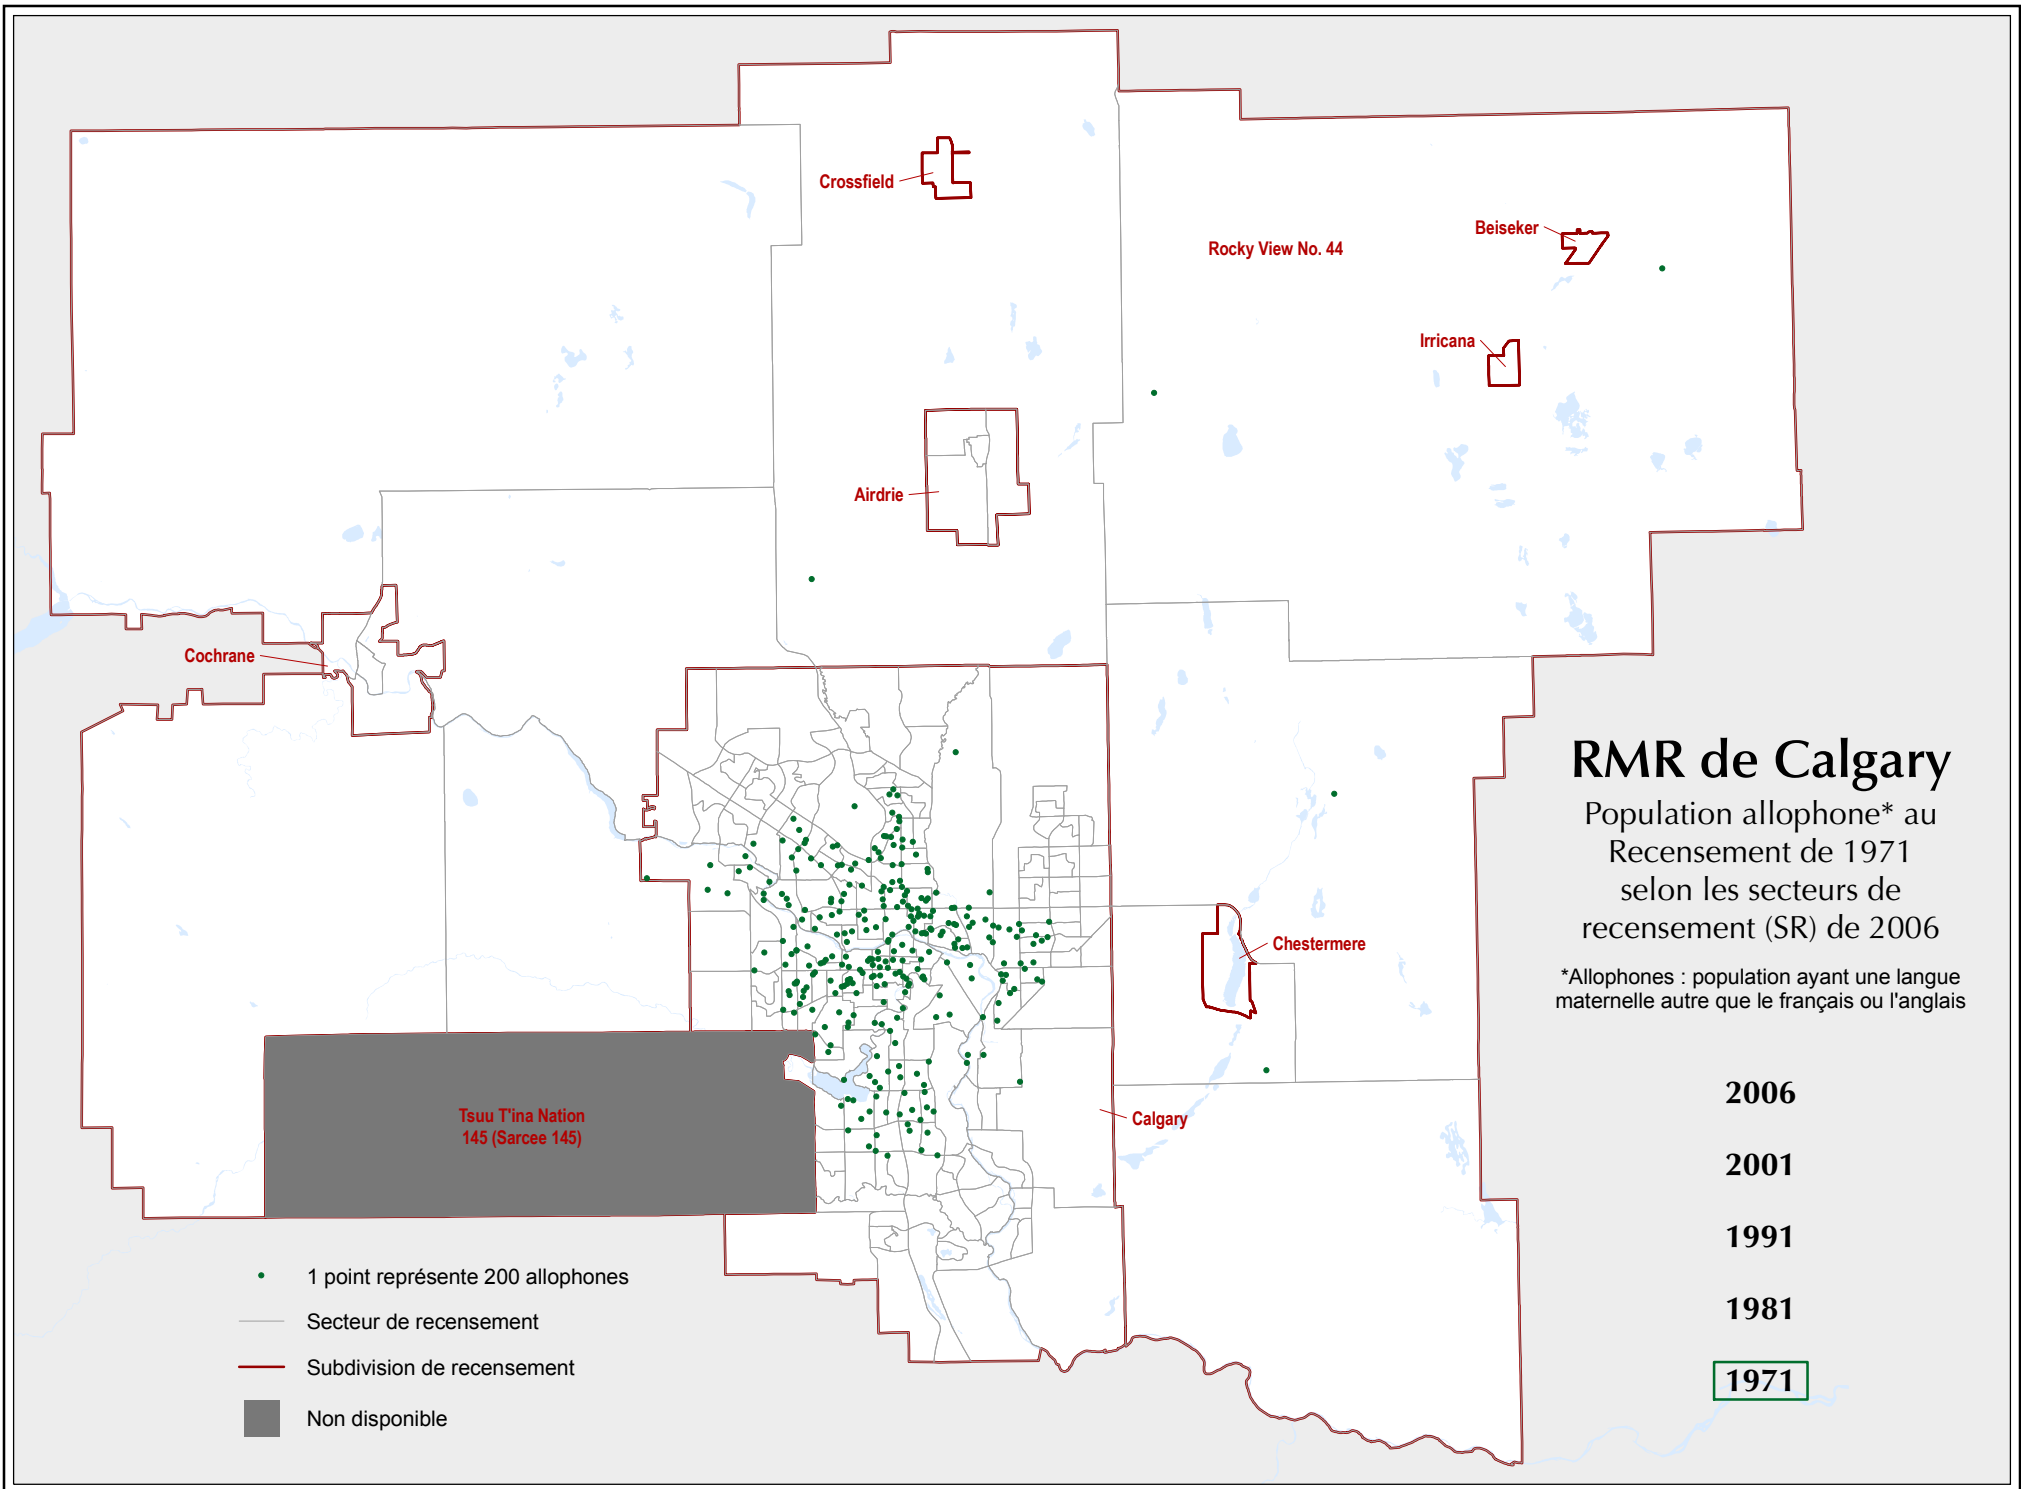 Crossfield
Beiseker
Rocky View No. 44
Irricana
Airdrie
Cochrane
RMR de Calgary
Population allophone* au
Recensement de 1971
selon les secteurs de
recensement (SR) de 2006
*Allophones : population ayant une langue
maternelle autre que le français ou l'anglais
Chestermere
Tsuu T'ina Nation
145 (Sarcee 145)
Calgary
2006
2001
1991
1981
1971
1 point représente 200 allophones
Secteur de recensement
Subdivision de recensement
Non disponible